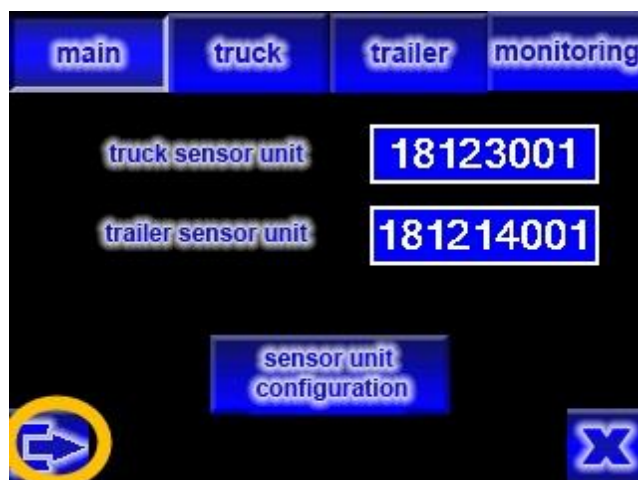 main truck trailer monitoring
truck sensor unit 18123001
trailer sensor unit 181214001
sensor unit
configuration
X